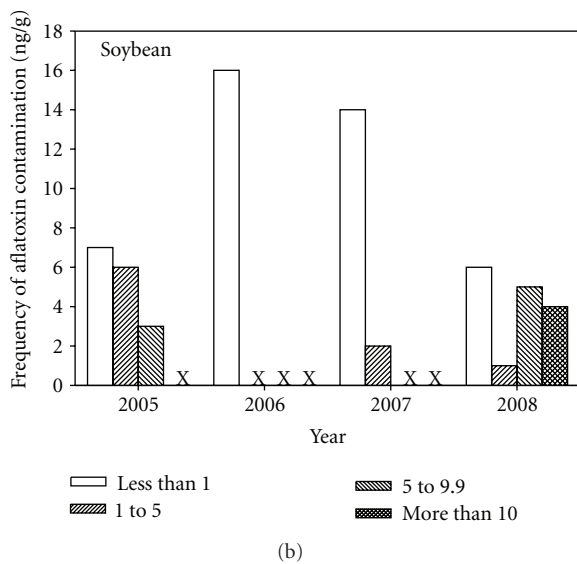 Soybean
Frequency of aflatoxin contamination (ng/g)
18
16
14
12
10
8
6
4
2
0
X X X X X X
2005 2006 2007 2008
Year
Less than 1
1 to 5
5 to 9.9
More than 10
(b)